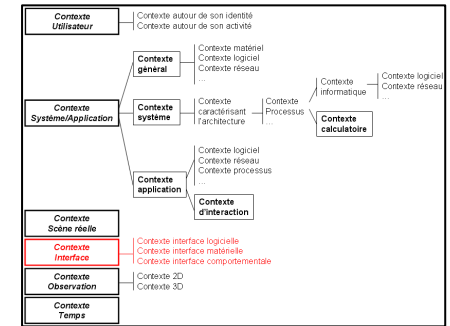 Contexte
Utilisateur
Contexte autour de son identité
Contexte autour de son activité
Contexte
Système/Application
Contexte
général
Contexte matériel
Contexte logiciel
Contexte réseau
...
Contexte
système
Contexte
caractérisant
l'architecture
Contexte
Processus
...
Contexte
informatique
Contexte logiciel
Contexte réseau
...
Contexte
calculatoire
Contexte
application
Contexte logiciel
Contexte réseau
Contexte processus
...
Contexte
d'interaction
Contexte
Scène réelle
Contexte
Interface
Contexte interface logicielle
Contexte interface matérielle
Contexte interface comportementale
Contexte
Observation
Contexte 2D
Contexte 3D
Contexte
Temps